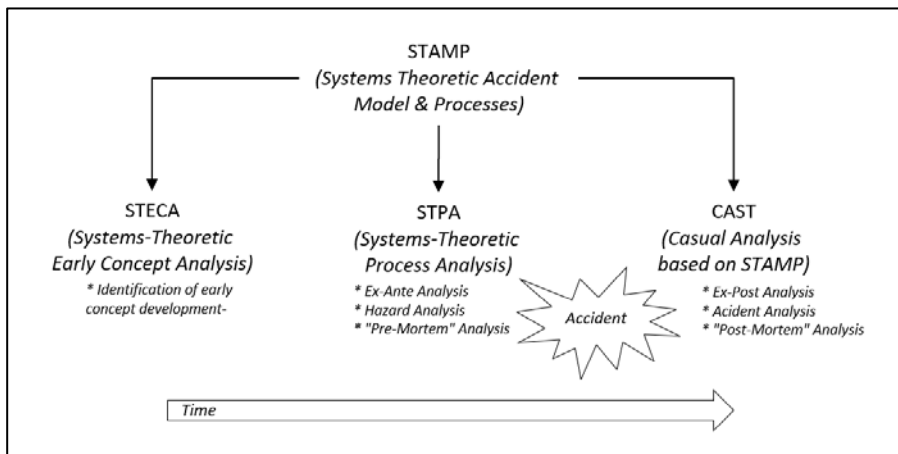 STAMP
(Systems Theoretic Accident
Model & Processes)
STECA
(Systems-Theoretic
Early Concept Analysis)
* Identification of early
concept development-
STPA
(Systems-Theoretic
Process Analysis)
* Ex-Ante Analysis
* Hazard Analysis
* "Pre-Mortem" Analysis
Accident
CAST
(Casual Analysis
based on STAMP)
* Ex-Post Analysis
* Acident Analysis
* "Post-Mortem" Analysis
Time